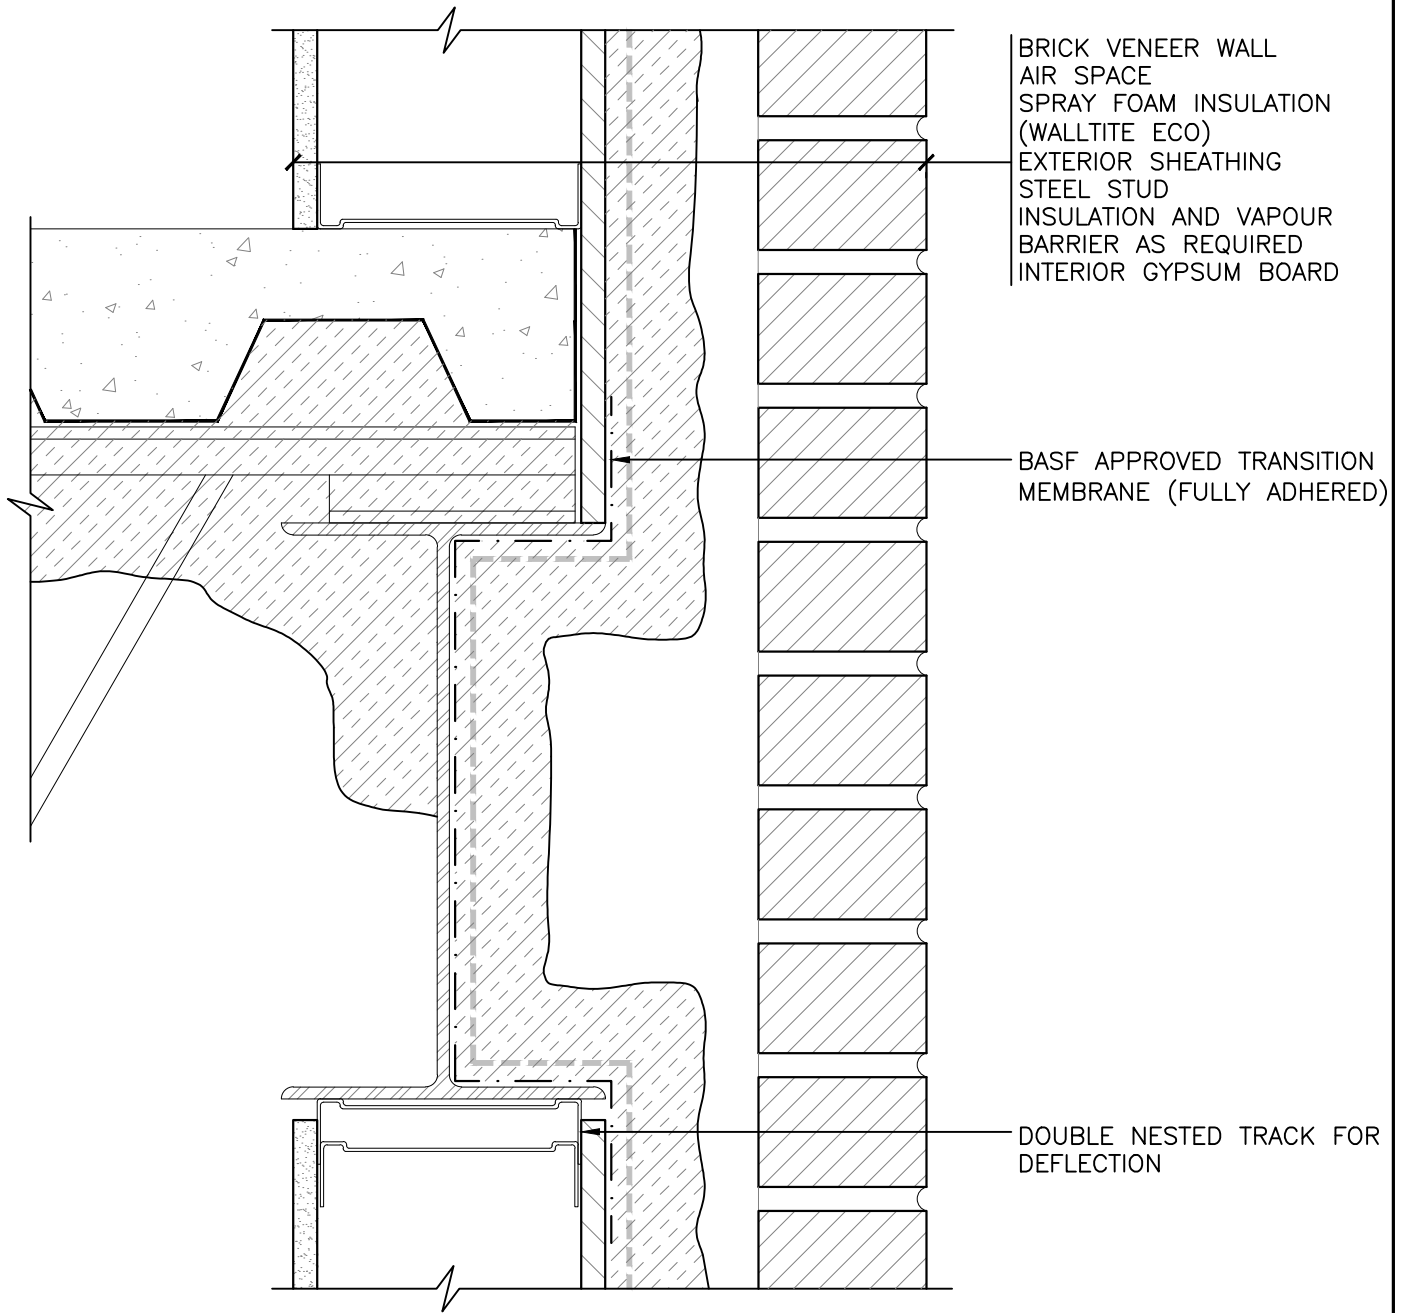 BRICK VENEER WALL
AIR SPACE
SPRAY FOAM INSULATION
(WALLTITE ECO)
EXTERIOR SHEATHING
STEEL STUD
INSULATION AND VAPOUR
BARRIER AS REQUIRED
INTERIOR GYPSUM BOARD
BASF APPROVED TRANSITION
MEMBRANE (FULLY ADHERED)
DOUBLE NESTED TRACK FOR
DEFLECTION